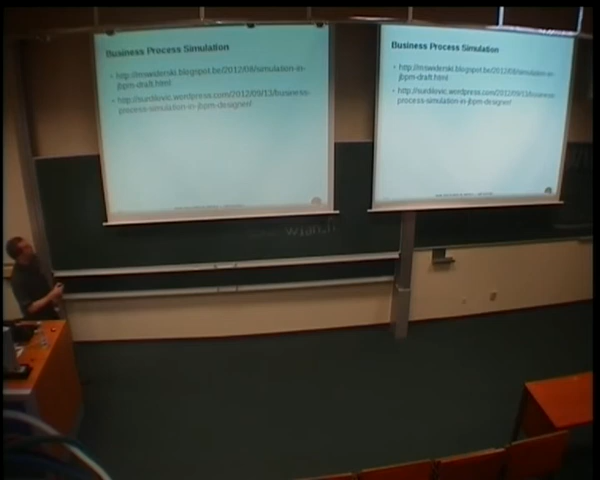 Business Process Simulation
http://mswiderski.blogspot.be/2012/08/simulation-in-
jbpm-draft.html
http://surdilovic.wordpress.com/2012/09/13/business-
process-simulation-in-jbpm-designer/
Business Process Simulation
http://mswiderski.blogspot.be/2012/08/simulation-in-
jbpm-draft.html
http://surdilovic.wordpress.com/2012/09/13/business-
process-simulation-in-jbpm-designer/